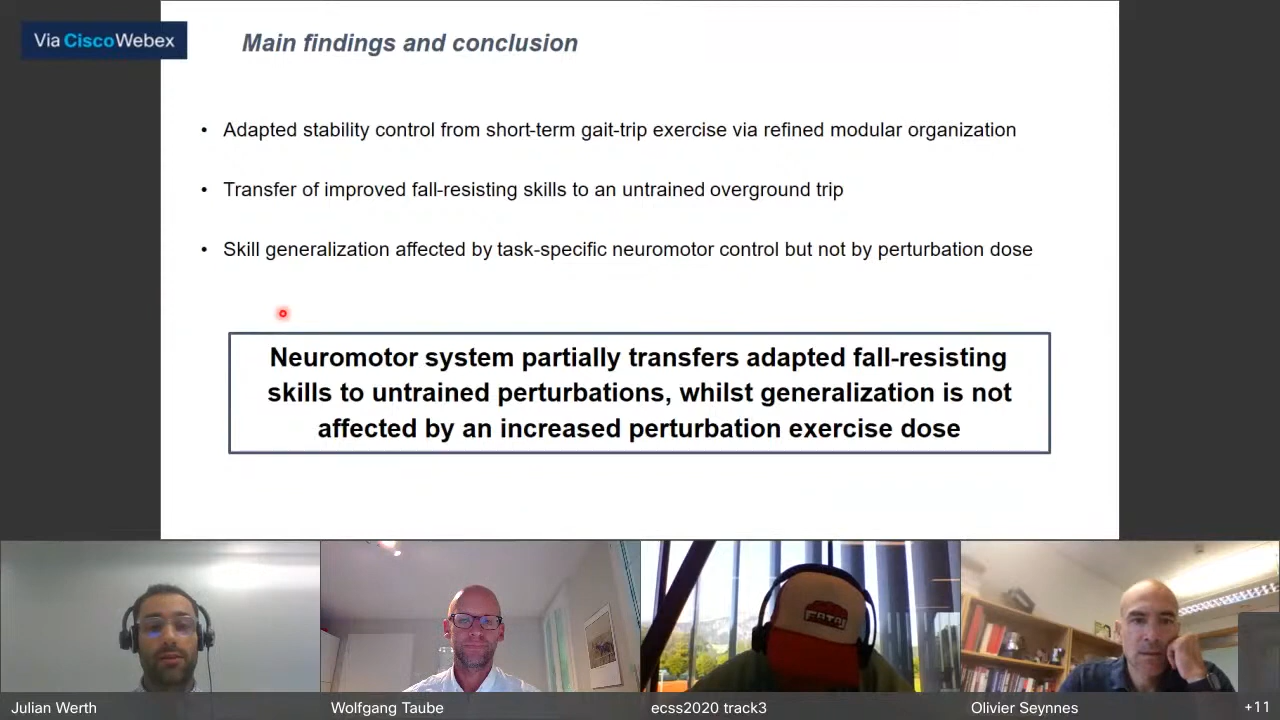 Via Cisco Webex
Main findings and conclusion
• Adapted stability control from short-term gait-trip exercise via refined modular organization
• Transfer of improved fall-resisting skills to an untrained overground trip
• Skill generalization affected by task-specific neuromotor control but not by perturbation dose
Neuromotor system partially transfers adapted fall-resisting
skills to untrained perturbations, whilst generalization is not
affected by an increased perturbation exercise dose
Julian Werth
Wolfgang Taube
ecss2020 track3
Olivier Seynnes
+11